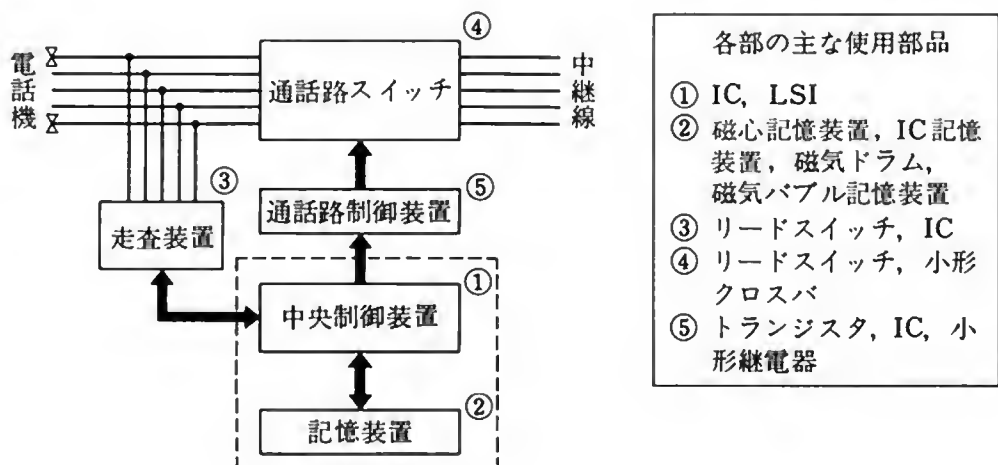 電話機
通話路スイッチ
④
中継線
③
走査装置
通話路制御装置
⑤
中央制御装置
①
記憶装置
②
各部の主な使用部品
① IC, LSI
② 磁心記憶装置, IC記憶
装置, 磁気ドラム,
磁気バブル記憶装置
③ リードスイッチ, IC
④ リードスイッチ, 小形
クロスバ
⑤ トランジスタ, IC, 小
形継電器